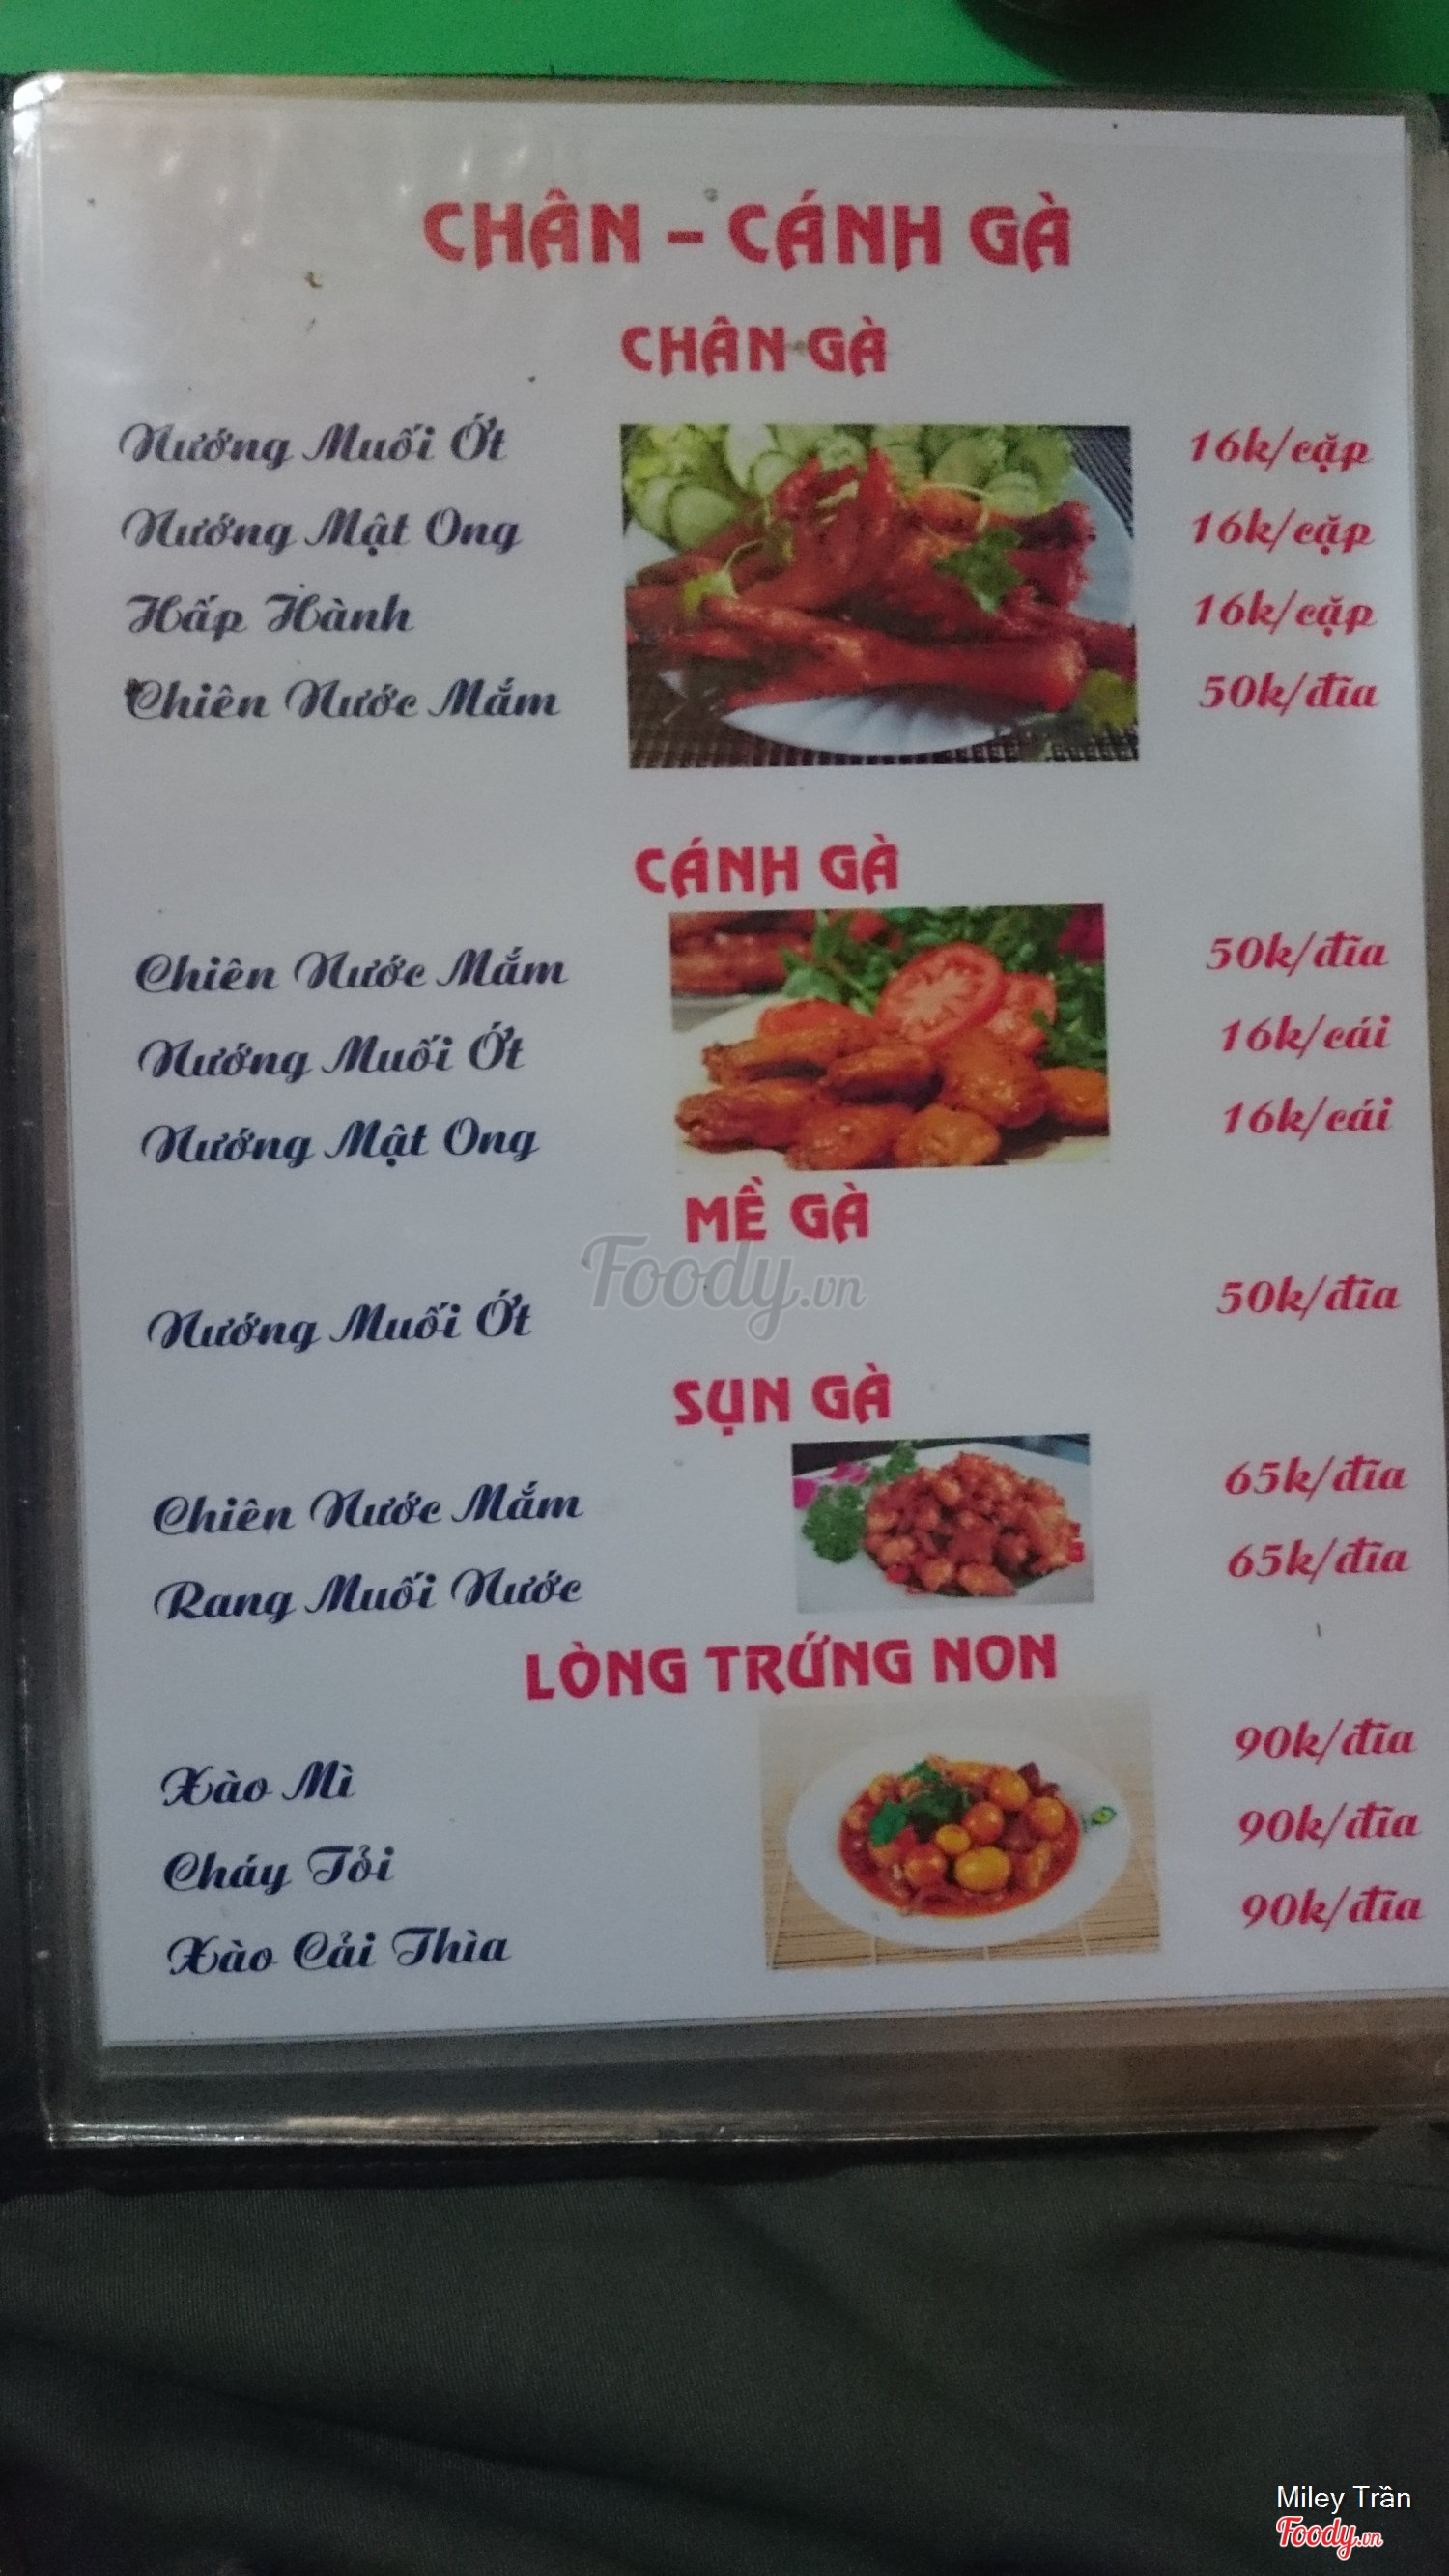 CHÂN – CÁNH GÀ
CHÂN GÀ
Nướng Muối Ớt 16k/cặp
Nướng Mật Ong 16k/cặp
Hấp Hành 16k/cặp
Chiên Nước Mắm 50k/đĩa
CÁNH GÀ
Chiên Nước Mắm 50k/đĩa
Nướng Muối Ớt 16k/cái
Nướng Mật Ong 16k/cái
MỀ GÀ
Foody.vn
Nướng Muối Ớt 50k/đĩa
SỤN GÀ
Chiên Nước Mắm 65k/đĩa
Rang Muối Nước 65k/đĩa
LÒNG TRỨNG NON
Xào Mì 90k/đĩa
Cháy Tỏi 90k/đĩa
Xào Cải Thìa 90k/đĩa
Miley Trần
Foody.vn